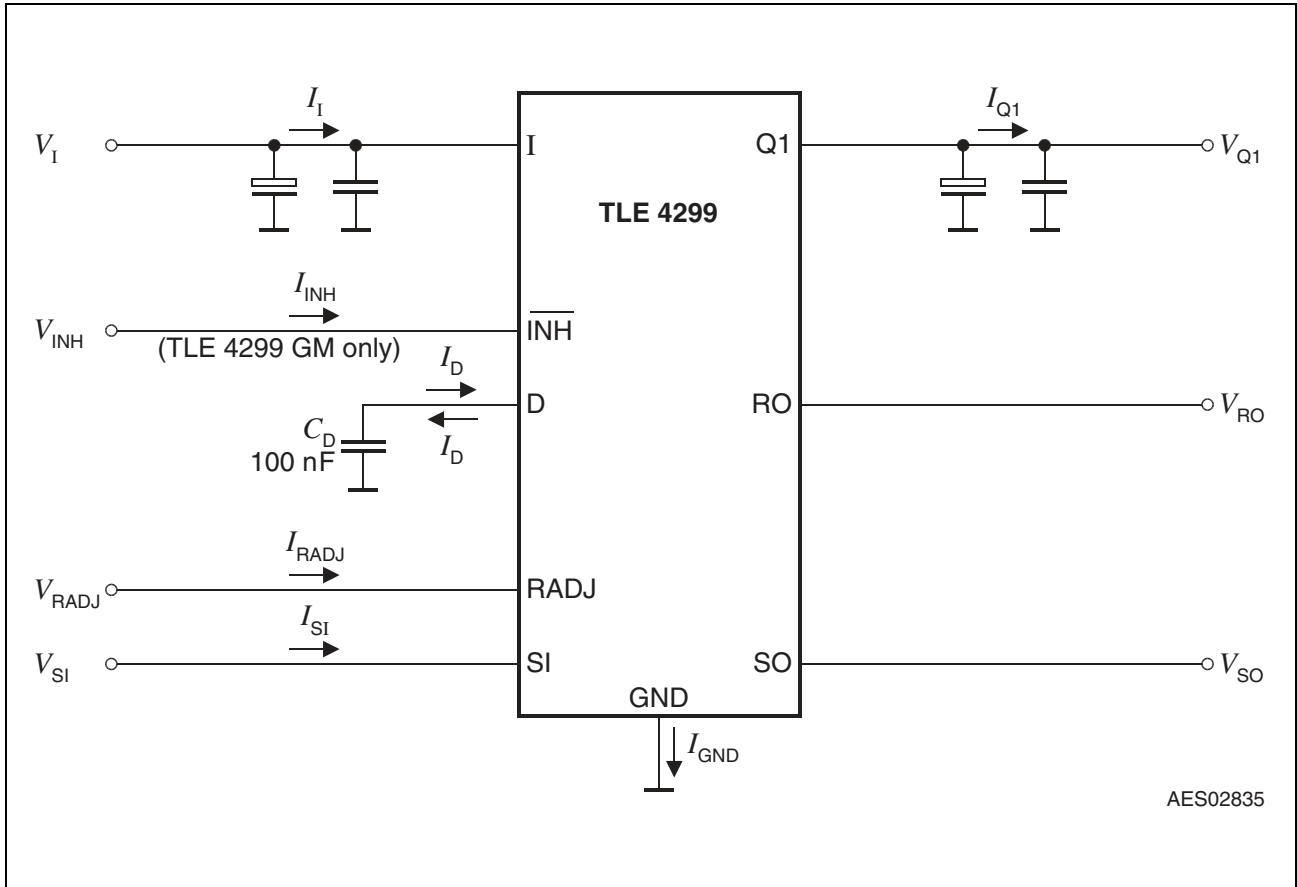 I_I
V_I
I
TLE 4299
Q1
I_Q1
V_Q1
I_INH
V_INH
(TLE 4299 GM only)
INH
I_D
D
I_D
C_D
100 nF
RO
V_RO
I_RADJ
V_RADJ
RADJ
I_SI
V_SI
SI
SO
V_SO
GND
I_GND
AES02835